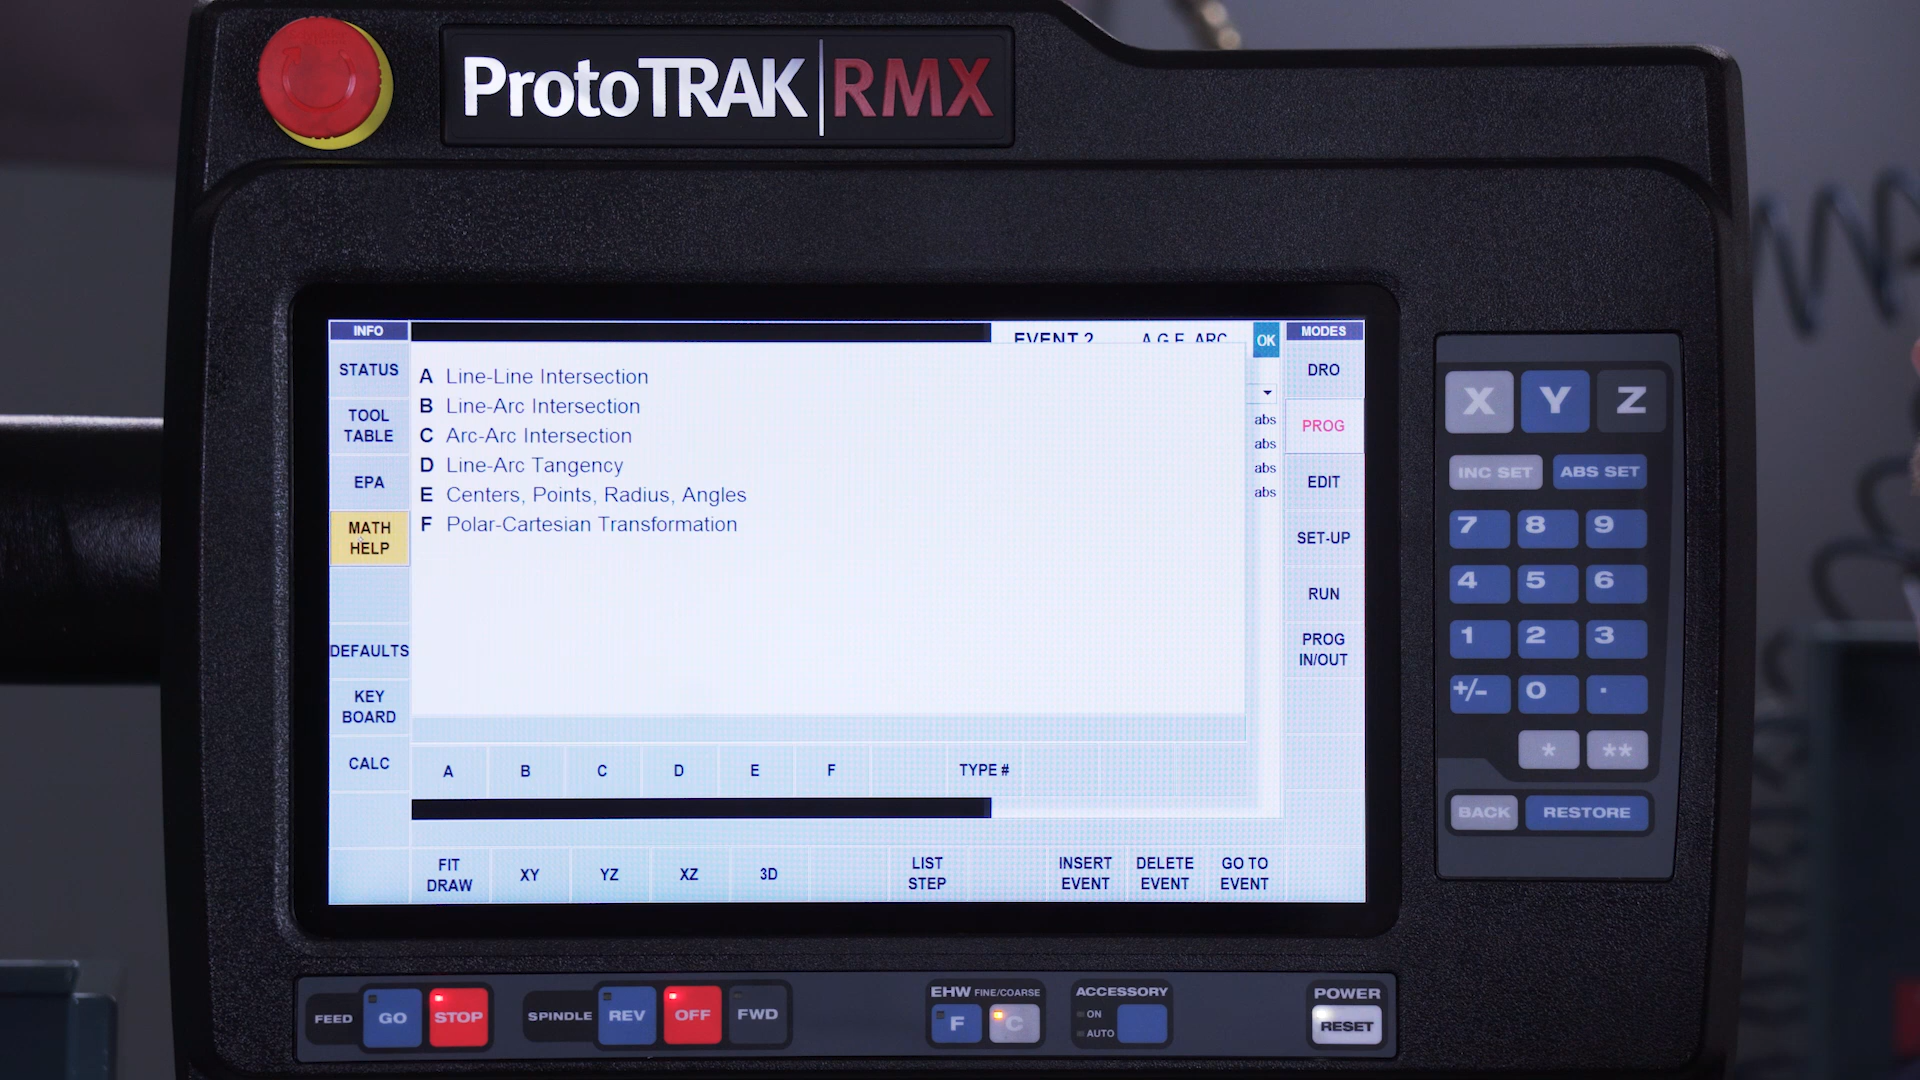 ProtoTRAK RMX
INFO
EVENT 2 A.G.E. ARC OK
MODES
STATUS
TOOL
TABLE
EPA
MATH
HELP
DEFAULTS
KEY
BOARD
CALC
A Line-Line Intersection
B Line-Arc Intersection
C Arc-Arc Intersection
D Line-Arc Tangency
E Centers, Points, Radius, Angles
F Polar-Cartesian Transformation
abs
abs
abs
abs
A B C D E F TYPE #
DRO
PROG
EDIT
SET-UP
RUN
PROG
IN/OUT
FIT
DRAW
XY YZ XZ 3D
LIST
STEP
INSERT
EVENT
DELETE
EVENT
GO TO
EVENT
X Y Z
INC SET ABS SET
7 8 9
4 5 6
1 2 3
+/- 0 .
* **
BACK RESTORE
FEED GO STOP
SPINDLE REV OFF FWD
EHW FINE/COARSE
F C
ACCESSORY
ON
AUTO
POWER
RESET